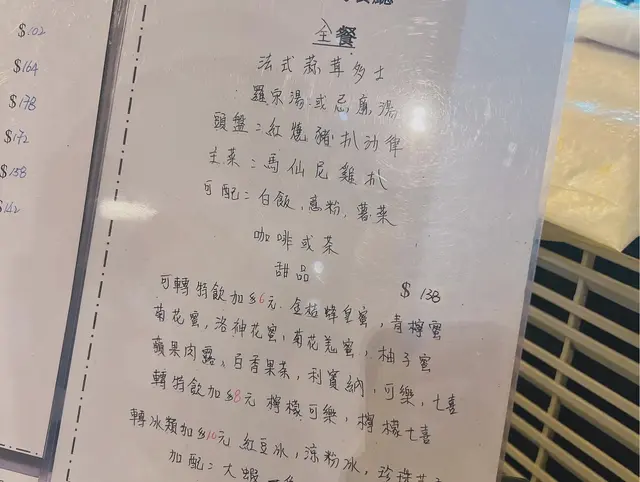 $102
$164
$178
$172
$138
$142
全餐
法式蒜茸多士
羅宋湯或忌廉湯
頭盤：紅燒豬扒沙律
主菜：馬仙尼雞扒
可配：白飯，意粉，薯菜
咖啡或茶
甜品
$138
可轉特飲加$6元 金桔蜂皇蜜，青檸蜜
菊花蜜，洛神花蜜，菊花羗蜜，柚子蜜
蘋果肉露，百香果茶，利賓納，可樂，七喜
轉特飲加$8元 檸檬可樂，檸檬七喜
轉冰類加$10元 紅豆冰，涼粉冰，珍珠
加配：大蝦